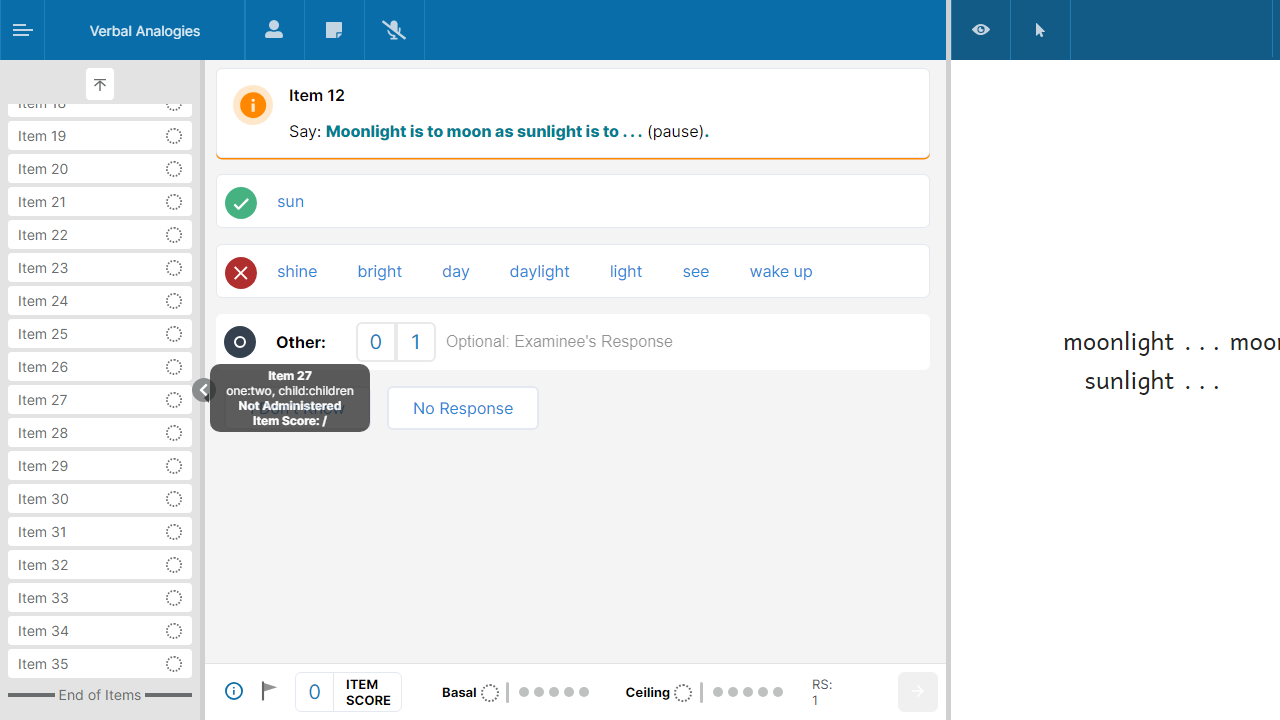 Verbal Analogies
Item 19
Item 20
Item 21
Item 22
Item 23
Item 24
Item 25
Item 26
Item 27
Item 28
Item 29
Item 30
Item 31
Item 32
Item 33
Item 34
Item 35
End of Items
Item 12
Say: Moonlight is to moon as sunlight is to . . . (pause).
sun
shine bright day daylight light see wake up
Other: 0 1 Optional: Examinee's Response
Item 27
one:two, child:children
Not Administered
Item Score: /
No Response
0 ITEM SCORE
Basal
Ceiling
RS:
1
moonlight . . . moon
sunlight . . .